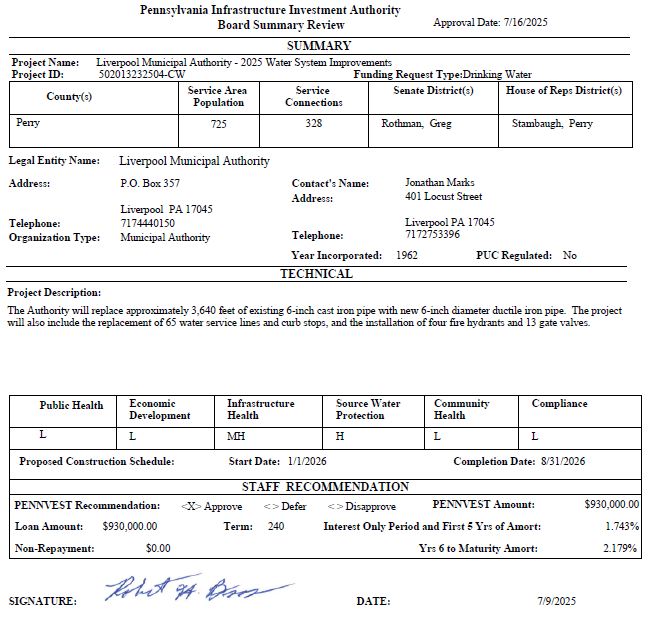 Pennsylvania Infrastructure Investment Authority
Board Summary Review
Approval Date: 7/16/2025
SUMMARY
Project Name: Liverpool Municipal Authority - 2025 Water System Improvements
Project ID: 502013232504-CW Funding Request Type:Drinking Water
County(s) Service Area Population Service Connections Senate District(s) House of Reps District(s)
Perry 725 328 Rothman, Greg Stambaugh, Perry
Legal Entity Name: Liverpool Municipal Authority
Address: P.O. Box 357 Contact's Name: Jonathan Marks
Address: 401 Locust Street
Liverpool PA 17045 Liverpool PA 17045
Telephone: 7174440150
Organization Type: Municipal Authority Telephone: 7172753396
Year Incorporated: 1962 PUC Regulated: No
TECHNICAL
Project Description:
The Authority will replace approximately 3,640 feet of existing 6-inch cast iron pipe with new 6-inch diameter ductile iron pipe. The project
will also include the replacement of 65 water service lines and curb stops, and the installation of four fire hydrants and 13 gate valves.
Public Health Economic Development Infrastructure Health Source Water Protection Community Health Compliance
L L MH H L L
Proposed Construction Schedule: Start Date: 1/1/2026 Completion Date: 8/31/2026
STAFF RECOMMENDATION
PENNVEST Recommendation: <X> Approve < > Defer < > Disapprove PENNVEST Amount: $930,000.00
Loan Amount: $930,000.00 Term: 240 Interest Only Period and First 5 Yrs of Amort: 1.743%
Non-Repayment: $0.00 Yrs 6 to Maturity Amort: 2.179%
SIGNATURE: DATE: 7/9/2025